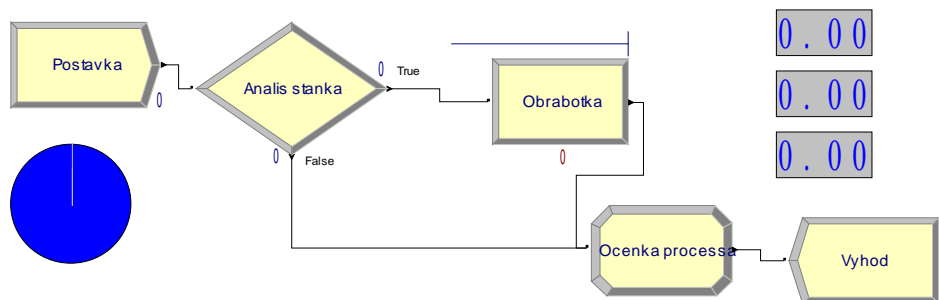 Postavka
0
Analis stanka
0
True
0
False
Obrabotka
0
Ocenka processa
Vyhod
0.00
0.00
0.00